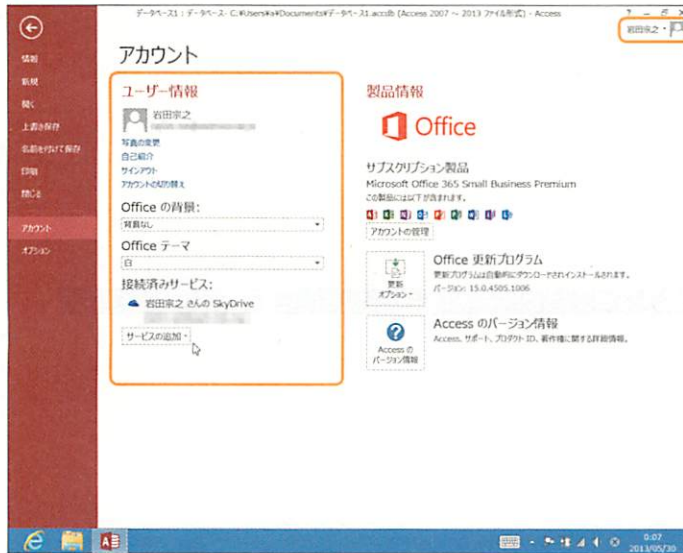 データベース1 : データベース- C:¥Users¥a¥Documents¥データベース1.accdb (Access 2007 ～ 2013 ファイル形式) - Access
岩田宗之
情報
新規
開く
上書き保存
名前を付けて保存
印刷
閉じる
アカウント
オプション
アカウント
ユーザー情報
岩田宗之
写真の変更
自己紹介
サインアウト
アカウントの切り替え
Office の背景:
背景なし
Office テーマ
白
接続済みサービス:
岩田宗之 さんの SkyDrive
サービスの追加
製品情報
Office
サブスクリプション製品
Microsoft Office 365 Small Business Premium
この製品には以下が含まれます。
アカウントの管理
更新
オプション
Office 更新プログラム
更新プログラムは自動的にダウンロードされインストールされます。
バージョン: 15.0.4505.1006
Access の
バージョン情報
Access のバージョン情報
Access、サポート、プロダクト ID、著作権に関する詳細情報。
0:07
2013/05/30